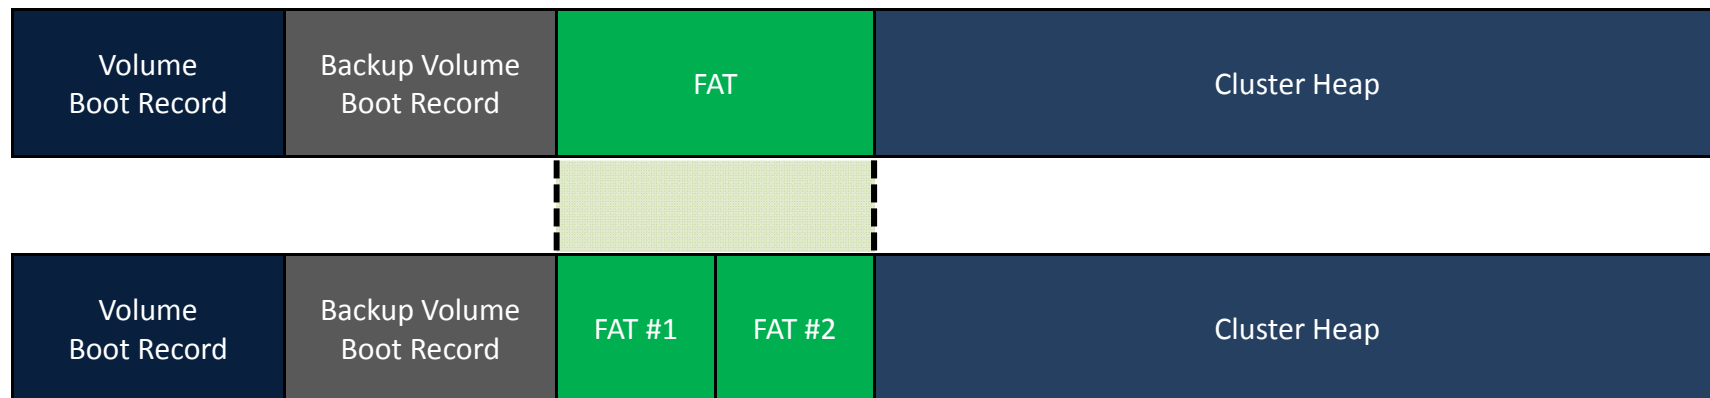 Volume
Boot Record
Backup Volume
Boot Record
FAT
Cluster Heap
Volume
Boot Record
Backup Volume
Boot Record
FAT #1
FAT #2
Cluster Heap